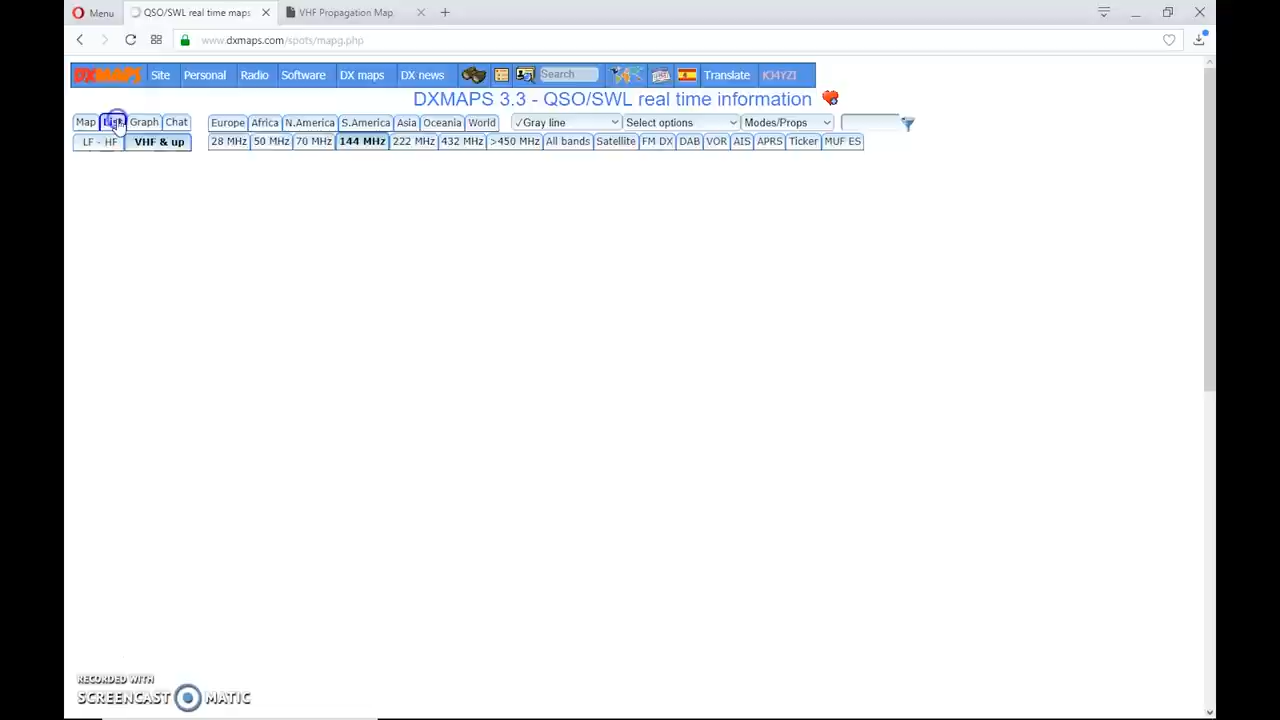 Menu QSO/SWL real time maps VHF Propagation Map
www.dxmaps.com/spots/mapg.php
DXMAPS Site Personal Radio Software DX maps DX news Search Translate KI4YZI
DXMAPS 3.3 - QSO/SWL real time information
Map List Graph Chat Europe Africa N.America S.America Asia Oceania World ✓Gray line Select options Modes/Props
LF - HF VHF & up 28 MHz 50 MHz 70 MHz 144 MHz 222 MHz 432 MHz >450 MHz All bands Satellite FM DX DAB VOR AIS APRS Ticker MUF ES
RECORDED WITH
SCREENCAST MATIC